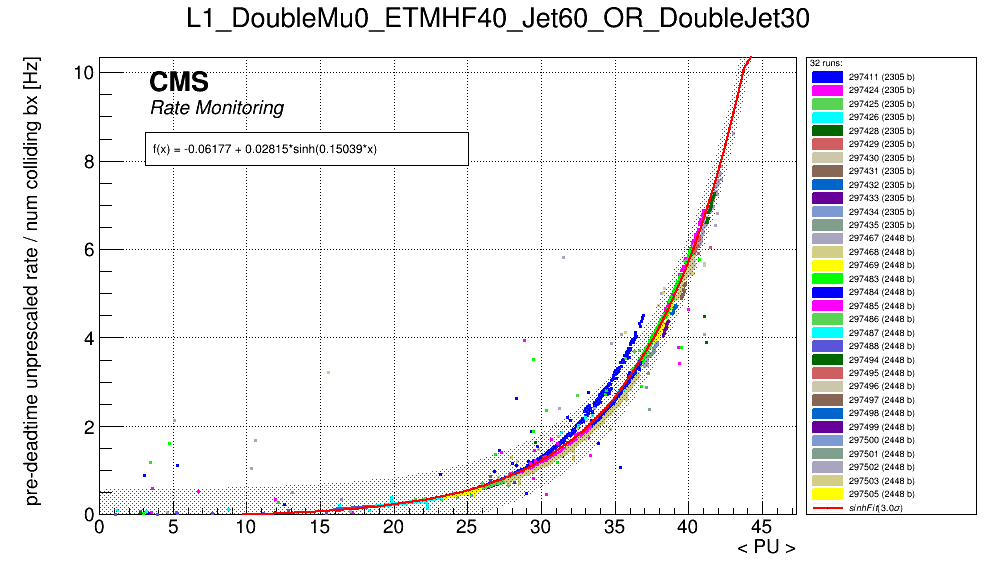 L1_DoubleMu0_ETMHF40_Jet60_OR_DoubleJet30
pre-deadtime unprescaled rate / num colliding bx [Hz]
CMS
Rate Monitoring
f(x) = -0.06177 + 0.02815*sinh(0.15039*x)
10
8
6
4
2
0
0 5 10 15 20 25 30 35 40 45
< PU >
32 runs:
297411 (2305 b)
297424 (2305 b)
297425 (2305 b)
297426 (2305 b)
297428 (2305 b)
297429 (2305 b)
297430 (2305 b)
297431 (2305 b)
297432 (2305 b)
297433 (2305 b)
297434 (2305 b)
297435 (2305 b)
297467 (2448 b)
297468 (2448 b)
297469 (2448 b)
297483 (2448 b)
297484 (2448 b)
297485 (2448 b)
297486 (2448 b)
297487 (2448 b)
297488 (2448 b)
297494 (2448 b)
297495 (2448 b)
297496 (2448 b)
297497 (2448 b)
297498 (2448 b)
297499 (2448 b)
297500 (2448 b)
297501 (2448 b)
297502 (2448 b)
297503 (2448 b)
297505 (2448 b)
sinhFit(3.0σ)